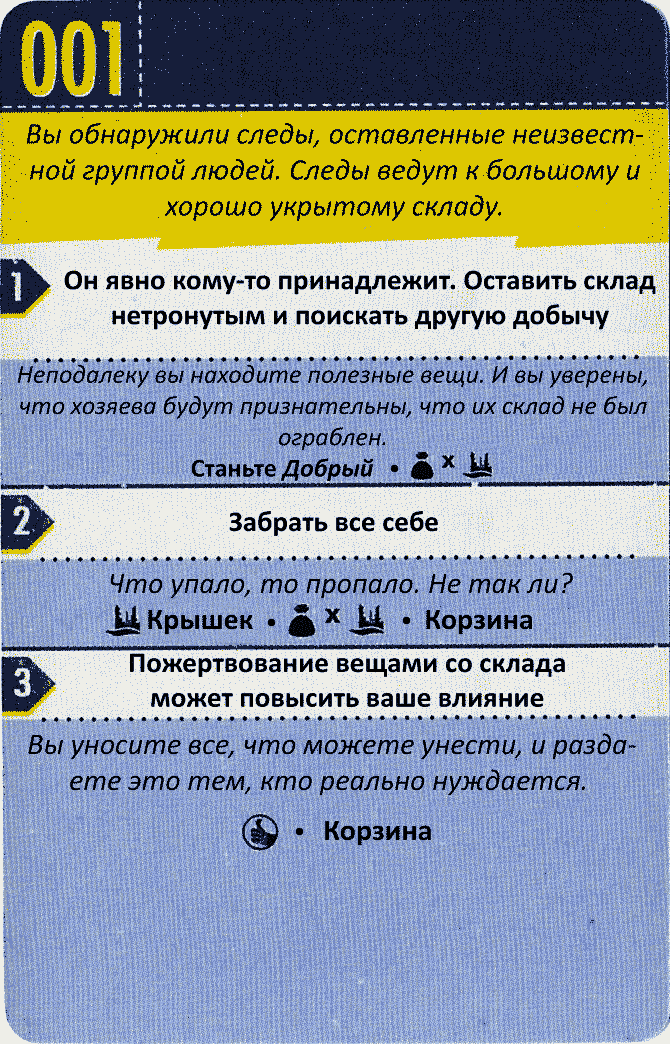 001
Вы обнаружили следы, оставленные неизвест-
ной группой людей. Следы ведут к большому и
хорошо укрытому складу.
1
Он явно кому-то принадлежит. Оставить склад
нетронутым и поискать другую добычу
Неподалеку вы находите полезные вещи. И вы уверены,
что хозяева будут признательны, что их склад не был
ограблен.
Станьте Добрый • x
2
Забрать все себе
Что упало, то пропало. Не так ли?
Крышек • x • Корзина
3
Пожертвование вещами со склада
может повысить ваше влияние
Вы уносите все, что можете унести, и разда-
ете это тем, кто реально нуждается.
• Корзина